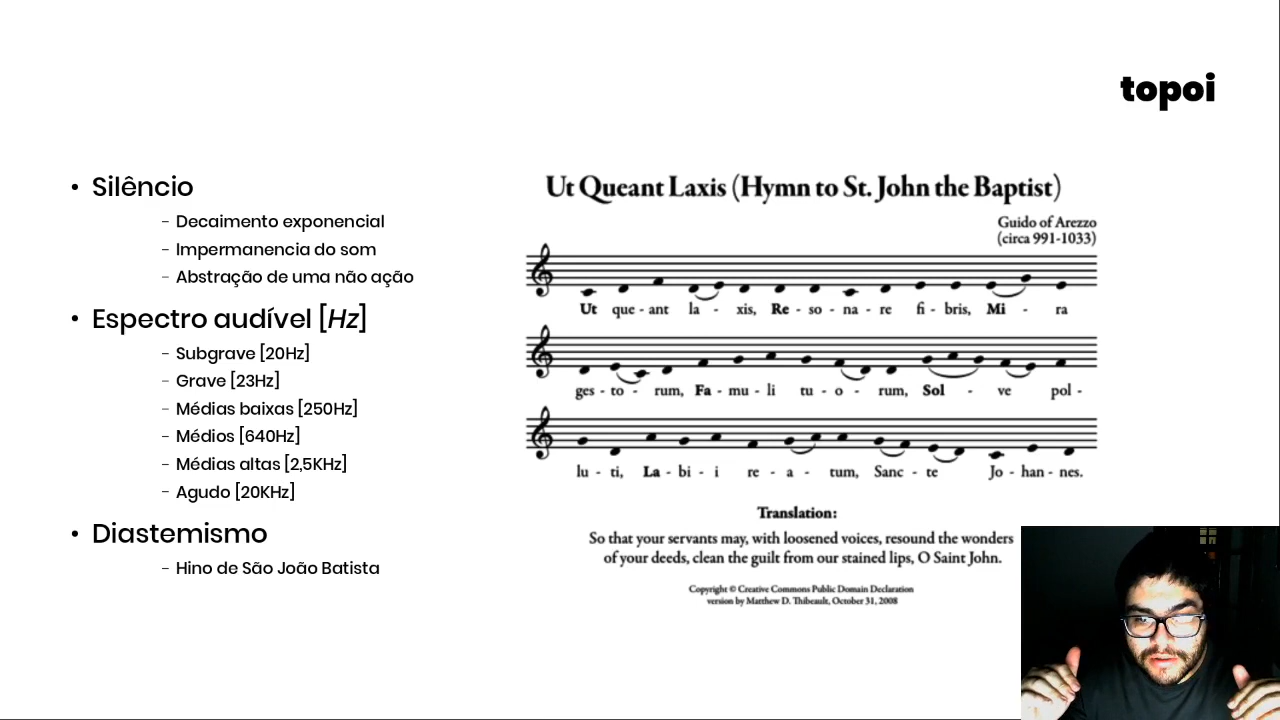 topoi
• Silêncio
– Decaimento exponencial
– Impermanencia do som
– Abstração de uma não ação
• Espectro audível [Hz]
– Subgrave [20Hz]
– Grave [23Hz]
– Médias baixas [250Hz]
– Médios [640Hz]
– Médias altas [2,5KHz]
– Agudo [20KHz]
• Diastemismo
– Hino de São João Batista
Ut Queant Laxis (Hymn to St. John the Baptist)
Guido of Arezzo
(circa 991-1033)
Ut que - ant la - xis, Re - so - na - re fi - bris, Mi - ra
ges - to - rum, Fa - mu - li tu - o - rum, Sol - ve pol -
lu - ti, La - bi - i re - a - tum, Sanc - te Jo - han - nes.
Translation:
So that your servants may, with loosened voices, resound the wonders
of your deeds, clean the guilt from our stained lips, O Saint John.
Copyright © Creative Commons Public Domain Declaration
version by Matthew D. Thibeault, October 31, 2008